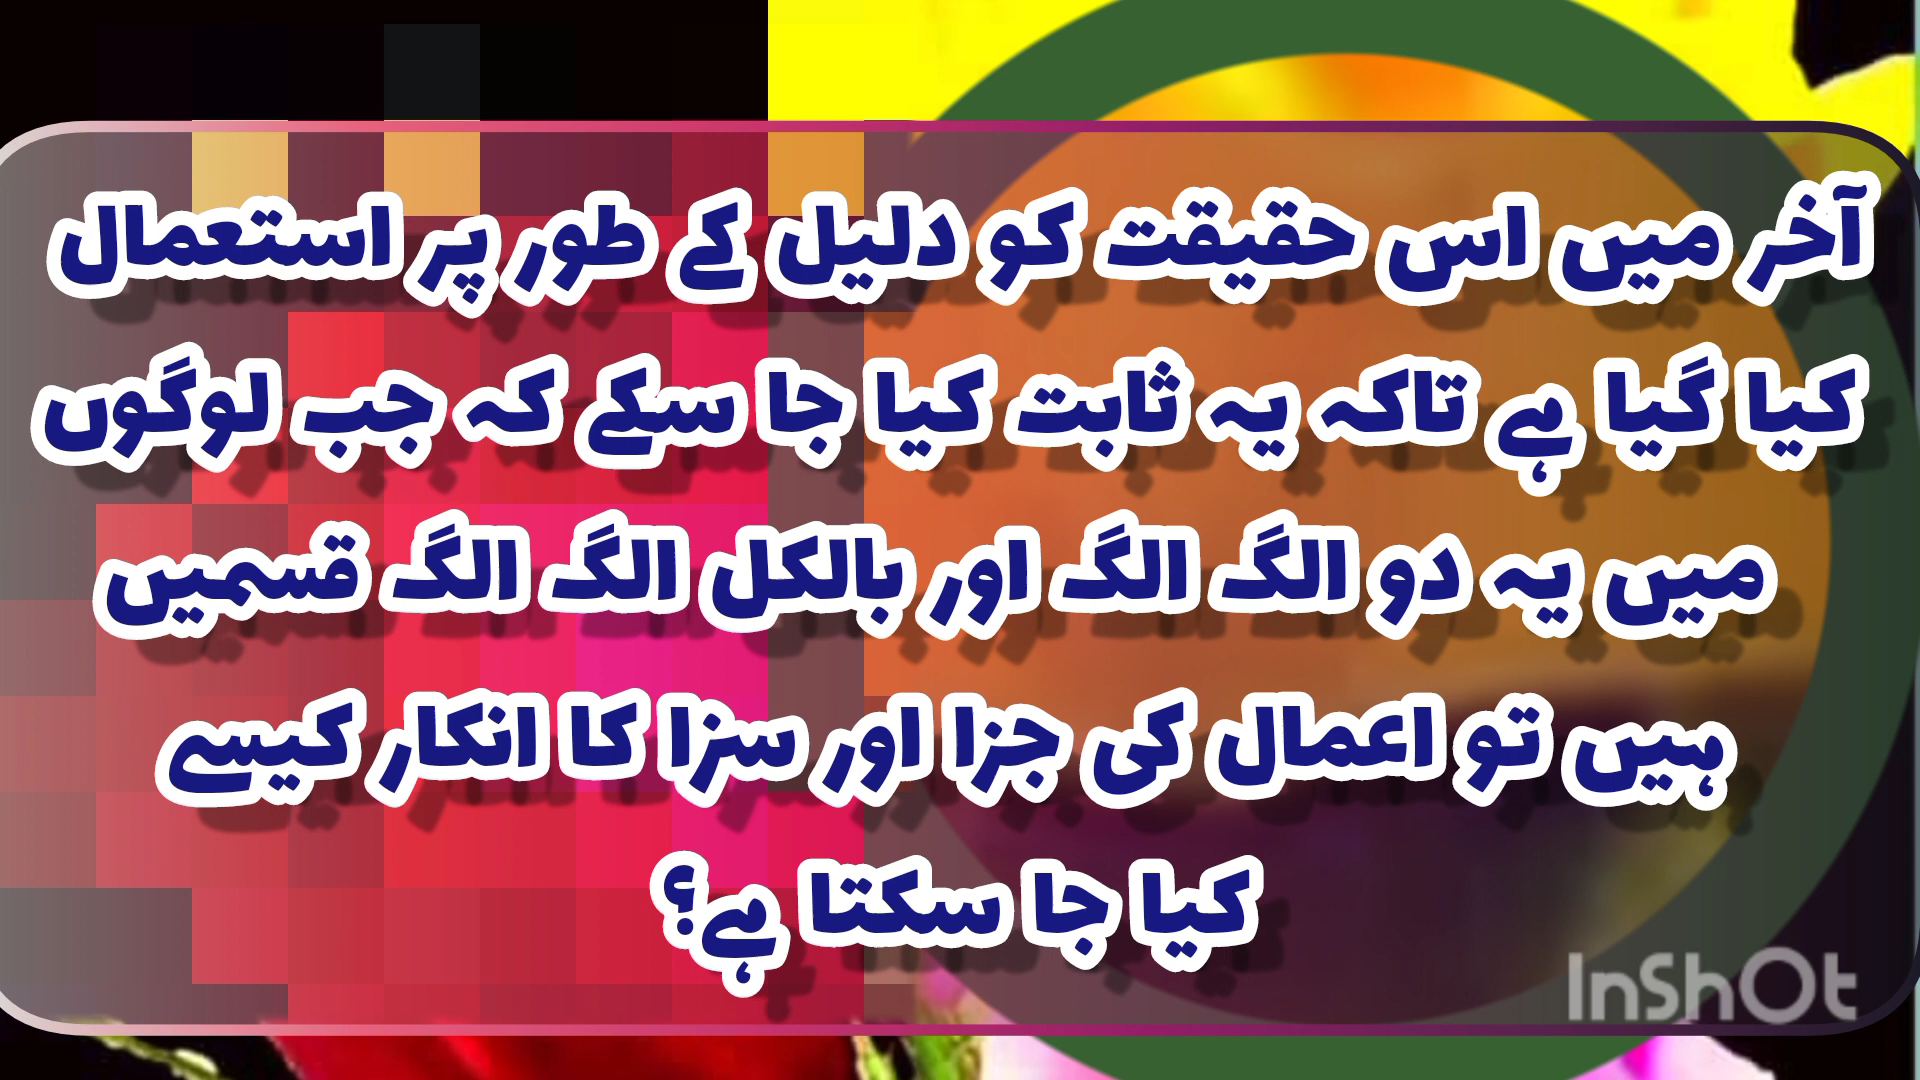 آخر میں اس حقیقت کو دلیل کے طور پر استعمال
کیا گیا ہے تاکہ یہ ثابت کیا جا سکے کہ جب لوگوں
میں یہ دو الگ الگ اور بالکل الگ الگ قسمیں
ہیں تو اعمال کی جزا اور سزا کا انکار کیسے
کیا جا سکتا ہے؟
InShOt